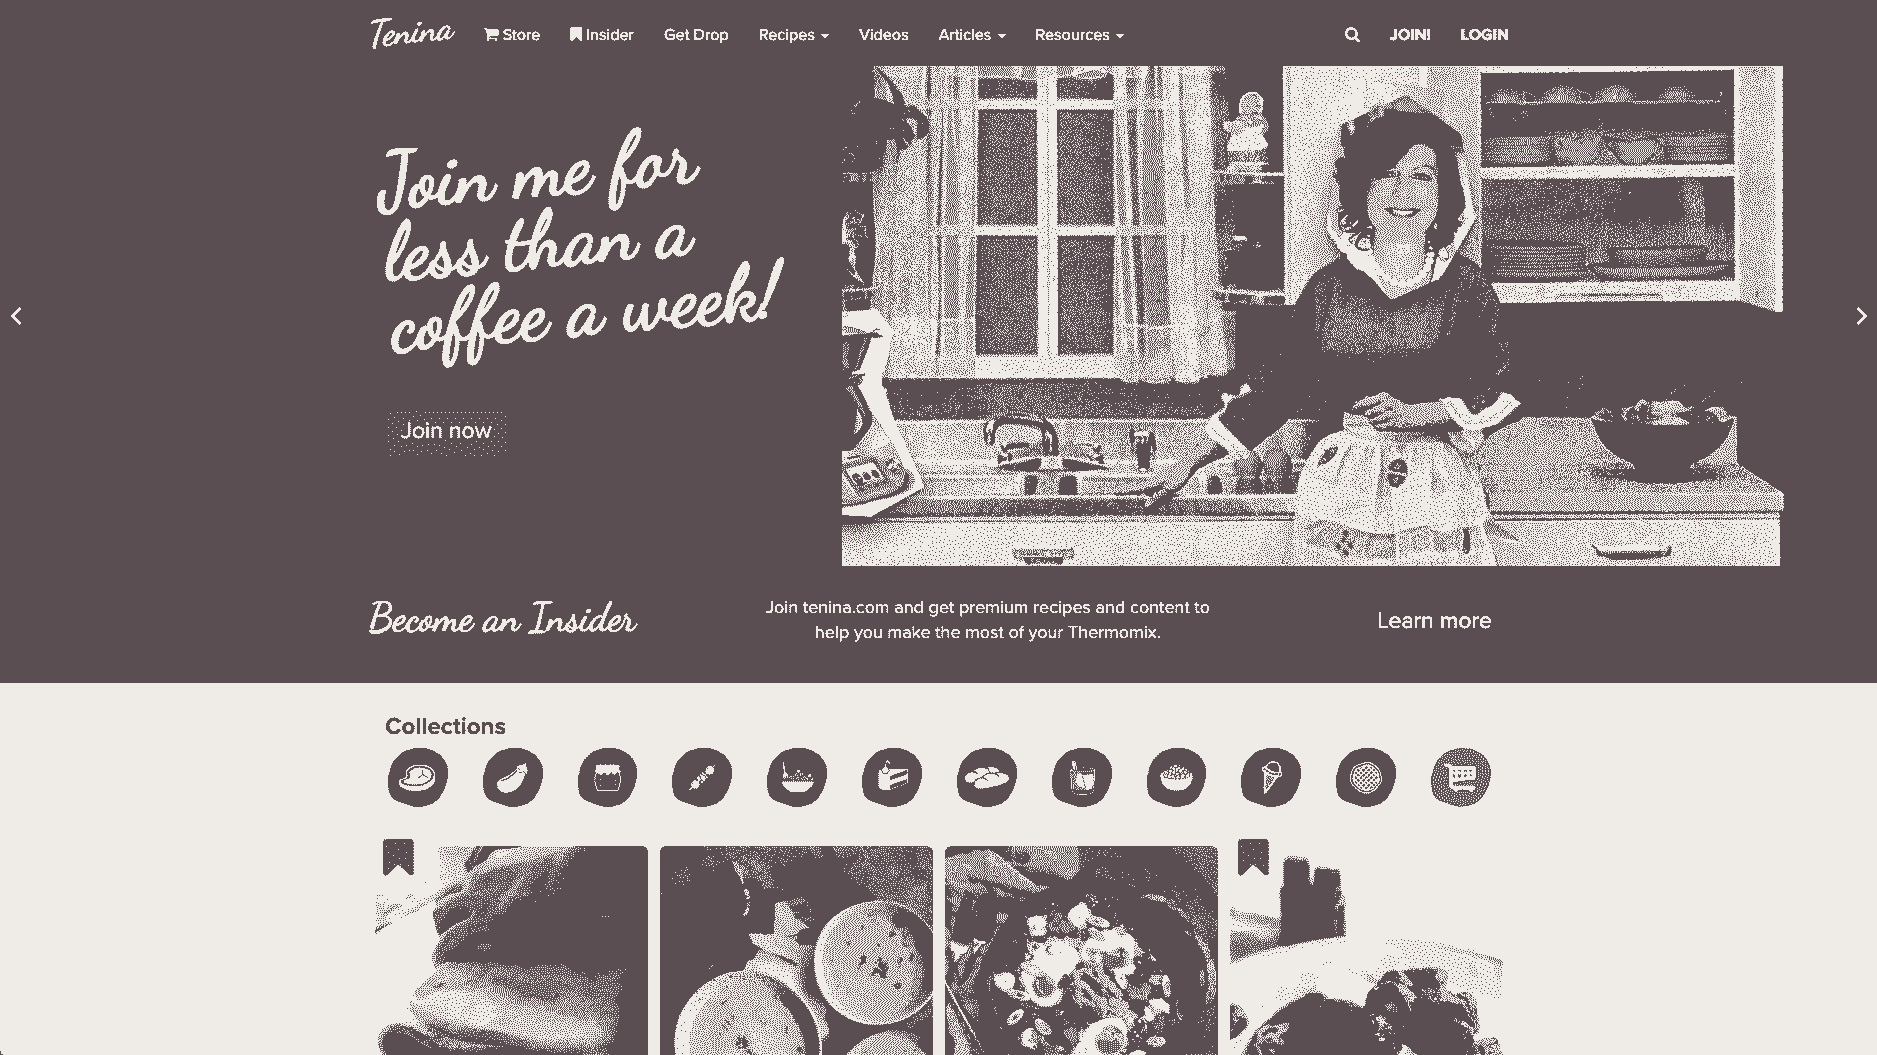 Tenina
Store
Insider
Get Drop
Recipes
Videos
Articles
Resources
JOIN!
LOGIN
Join me for
less than a
coffee a week!
Join now
Become an Insider
Join tenina.com and get premium recipes and content to
help you make the most of your Thermomix.
Learn more
Collections